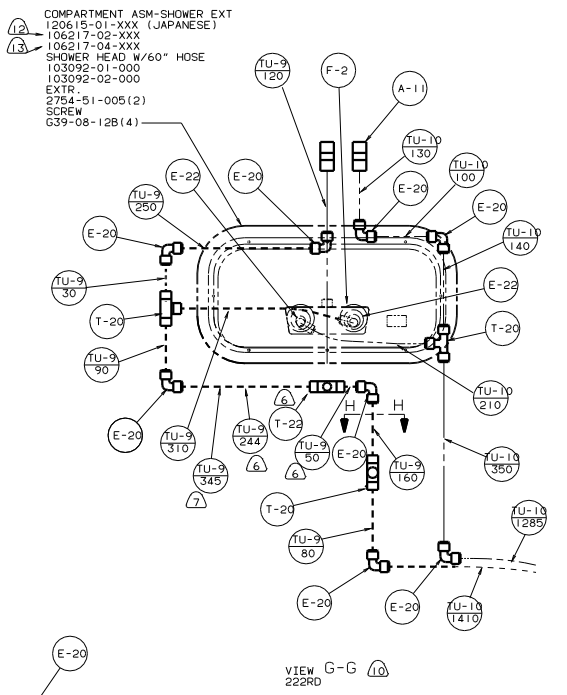 COMPARTMENT ASM-SHOWER EXT
12 120615-01-XXX (JAPANESE)
106217-02-XXX
13 106217-04-XXX
SHOWER HEAD W/60" HOSE
103092-01-000
103092-02-000
EXTR.
2754-51-005(2)
SCREW
G39-08-12B(4)
TU-9
120
F-2
A-11
TU-10
130
TU-10
100
E-22
E-20
E-20
E-20
TU-9
250
E-20
TU-10
140
TU-9
30
E-22
T-20
T-20
TU-9
90
TU-10
210
6
H H
E-20
TU-9
310
TU-9
244
T-22
TU-9
50
E-20
TU-9
160
TU-10
350
6
6
TU-9
345
7
T-20
TU-10
1285
TU-9
80
E-20
E-20
TU-10
1410
E-20
VIEW G-G 10
222RD